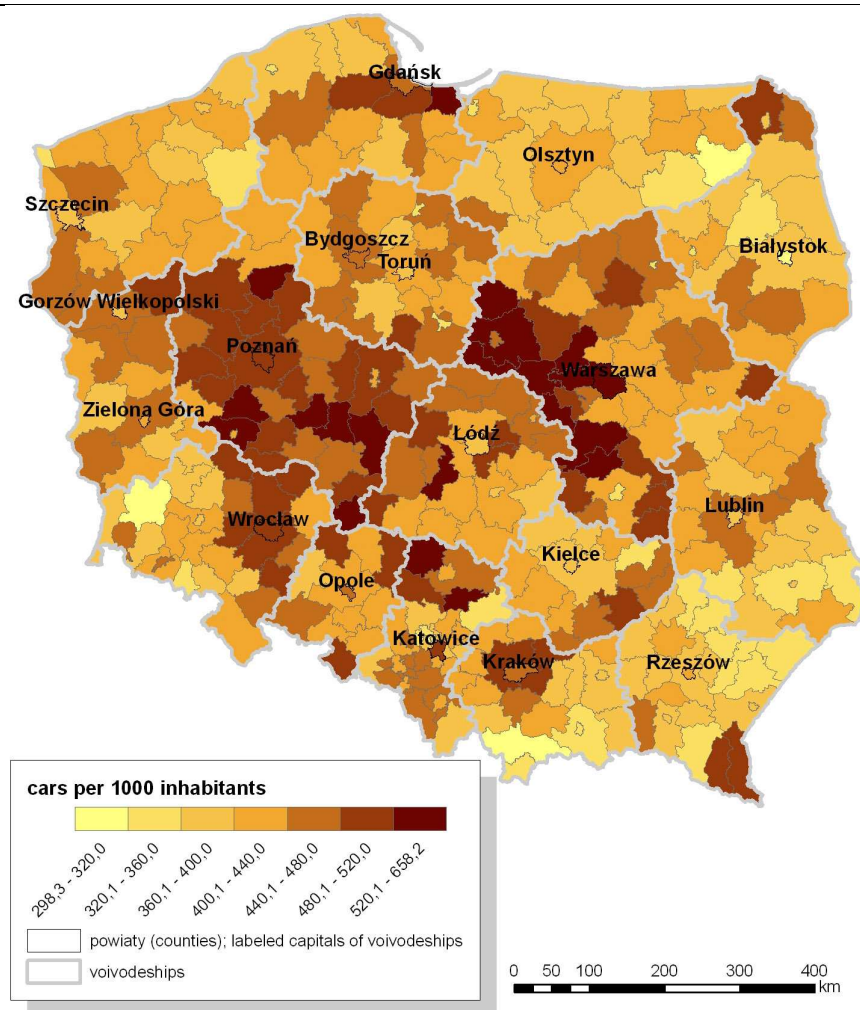 Gdańsk
Olsztyn
Szczecin
Bydgoszcz
Białystok
Toruń
Gorzów Wielkopolski
Poznań
Warszawa
Zielona Góra
Łódź
Lublin
Wrocław
Kielce
Opole
Katowice
Kraków
Rzeszów
cars per 1000 inhabitants
298,3 - 320,0
320,1 - 360,0
360,1 - 400,0
400,1 - 440,0
440,1 - 480,0
480,1 - 520,0
520,1 - 658,2
powiaty (counties); labeled capitals of voivodeships
voivodeships
0 50 100 200 300 400
km